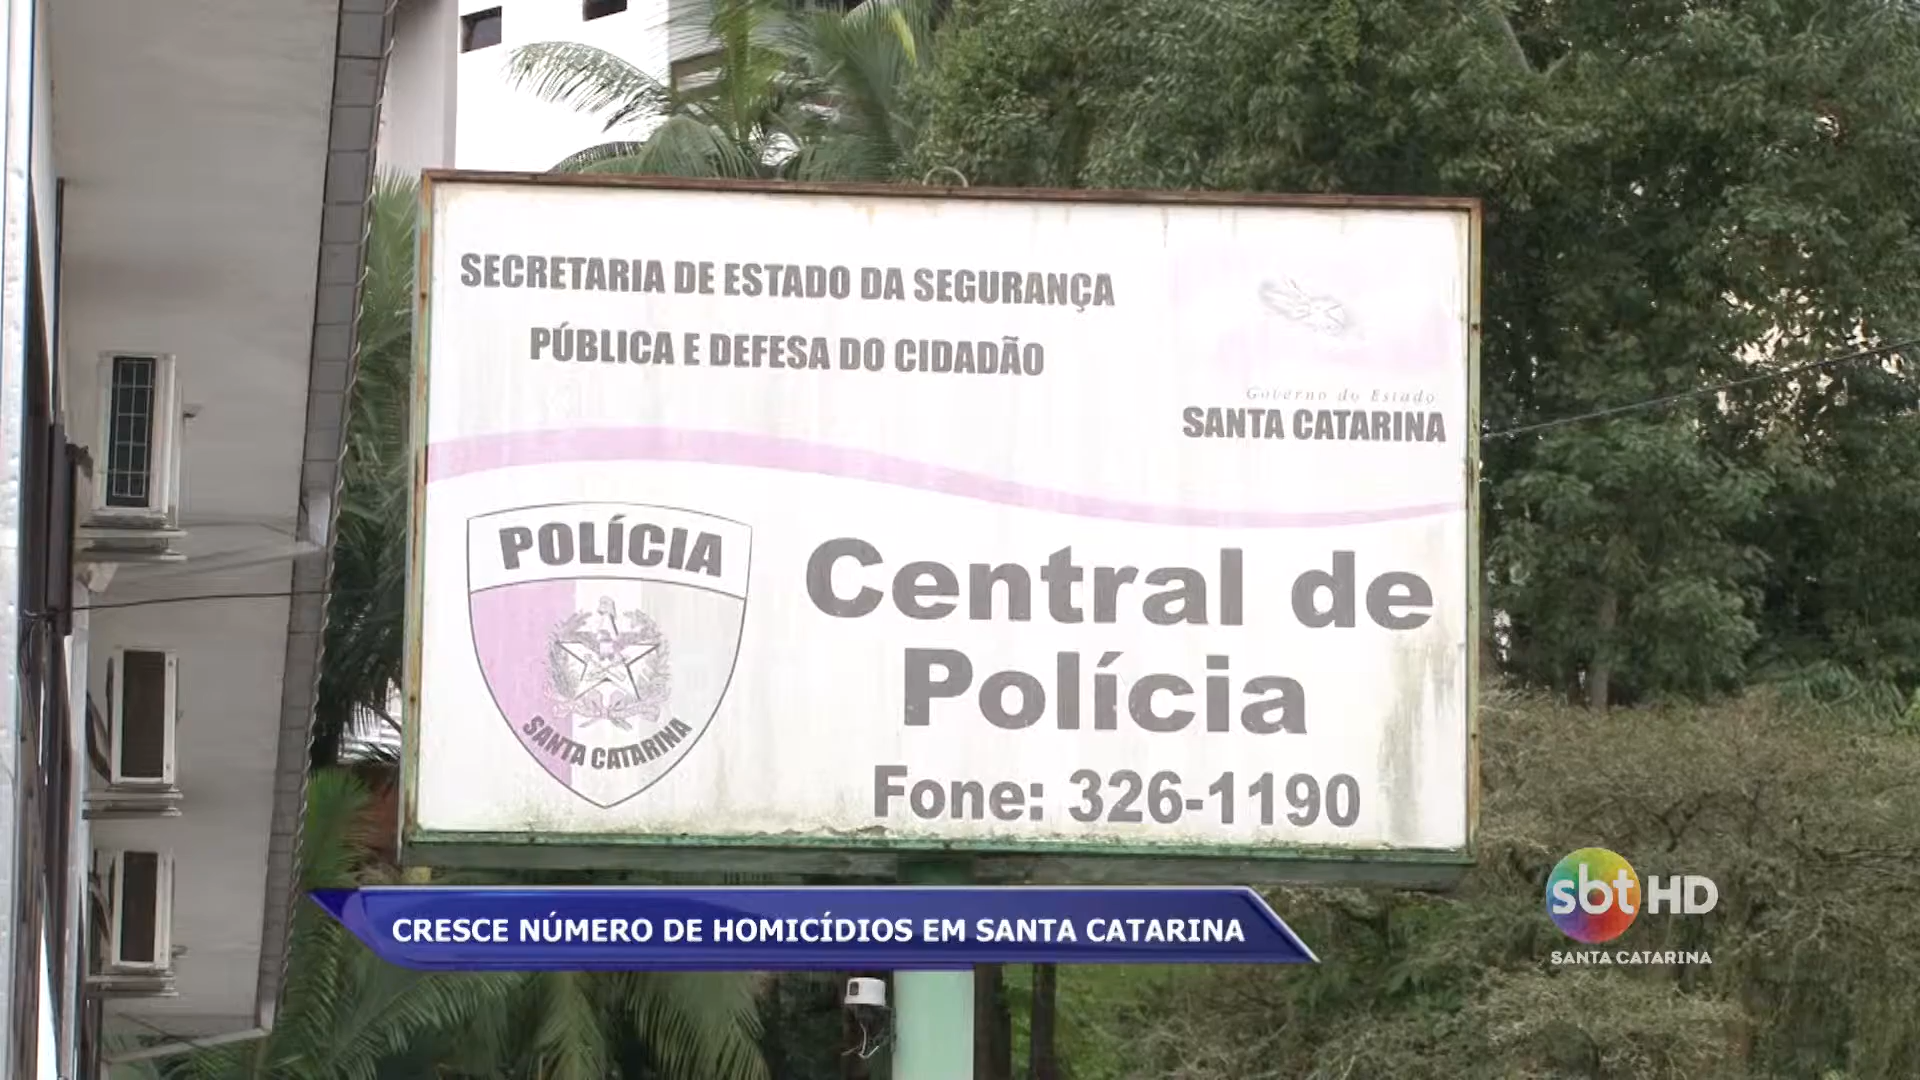 SECRETARIA DE ESTADO DA SEGURANÇA
PÚBLICA E DEFESA DO CIDADÃO
Governo do Estado
SANTA CATARINA
POLÍCIA
SANTA CATARINA
Central de
Polícia
Fone: 326-1190
CRESCE NÚMERO DE HOMICÍDIOS EM SANTA CATARINA
sbt HD
SANTA CATARINA